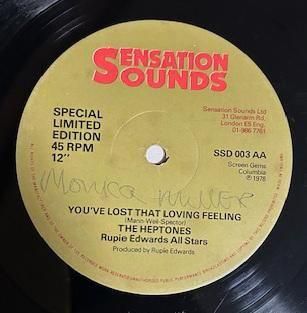 SENSATION
SOUNDS
SPECIAL
LIMITED
EDITION
45 RPM
12"
Sensation Sounds Ltd
31 Glenarm Rd,
London E5 Eng.
01-986 7761
SSD 003 AA
Screen Gems
Columbia
℗ 1978
Monica Miller
YOU'VE LOST THAT LOVING FEELING
(Mann-Weil-Spector)
THE HEPTONES
Rupie Edwards All Stars
Produced by Rupie Edwards